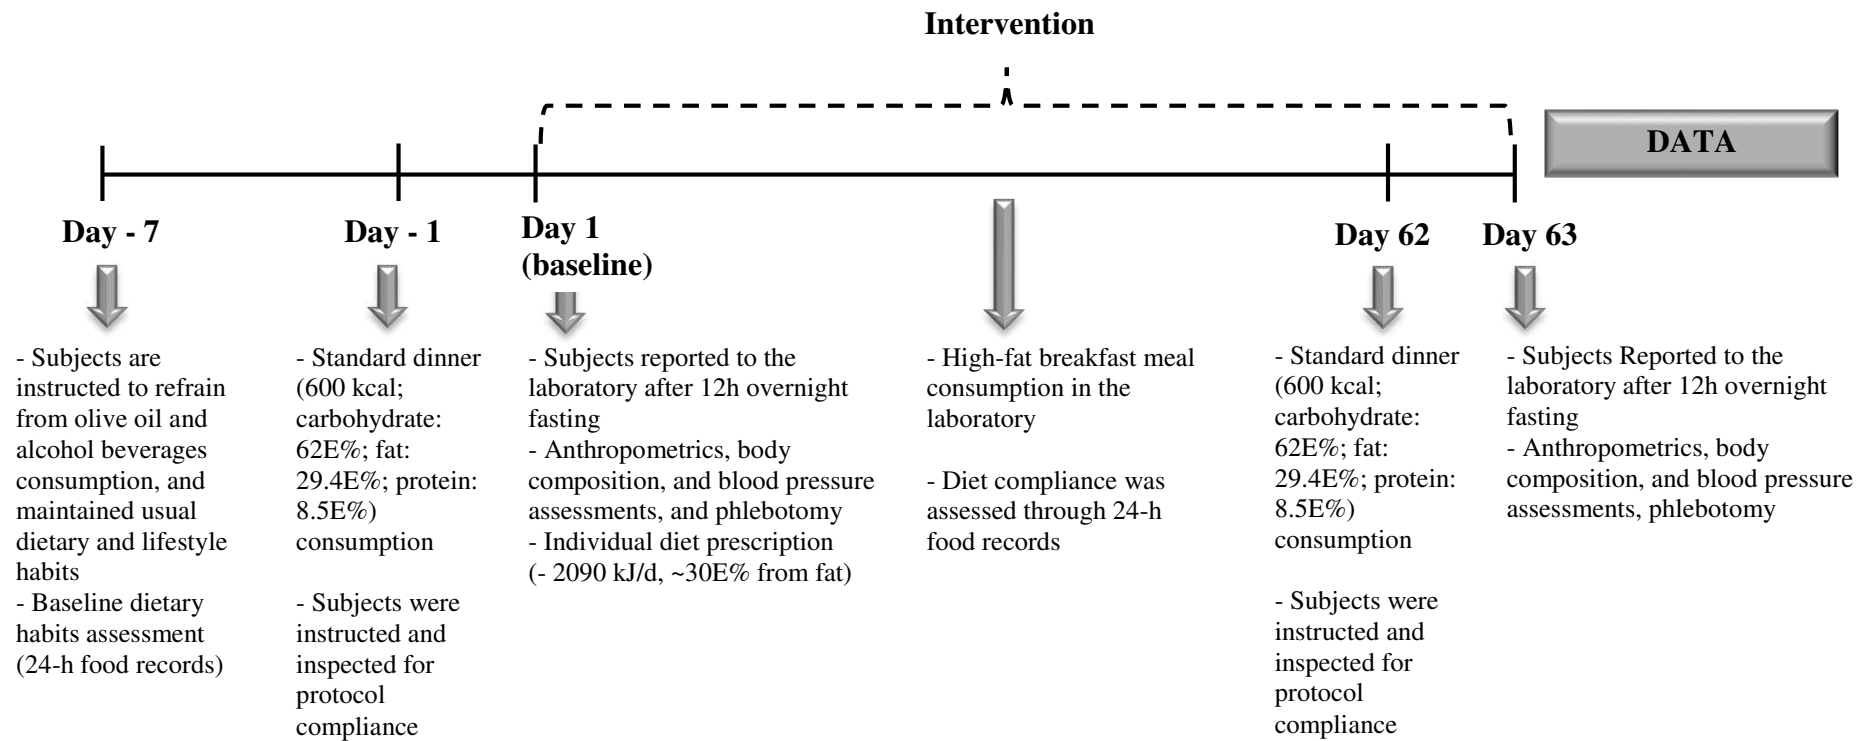 Intervention
DATA
Day - 7
Day - 1
Day 1
(baseline)
Day 62
Day 63
- Subjects are
instructed to refrain
from olive oil and
alcohol beverages
consumption, and
maintained usual
dietary and lifestyle
habits
- Baseline dietary
habits assessment
(24-h food records)
- Standard dinner
(600 kcal;
carbohydrate:
62E%; fat:
29.4E%; protein:
8.5E%)
consumption
- Subjects were
instructed and
inspected for
protocol
compliance
- Subjects reported to the
laboratory after 12h overnight
fasting
- Anthropometrics, body
composition, and blood pressure
assessments, and phlebotomy
- Individual diet prescription
(- 2090 kJ/d, ~30E% from fat)
- High-fat breakfast meal
consumption in the
laboratory
- Diet compliance was
assessed through 24-h
food records
- Standard dinner
(600 kcal;
carbohydrate:
62E%; fat:
29.4E%; protein:
8.5E%)
consumption
- Subjects were
instructed and
inspected for
protocol
compliance
- Subjects Reported to the
laboratory after 12h overnight
fasting
- Anthropometrics, body
composition, and blood pressure
assessments, phlebotomy